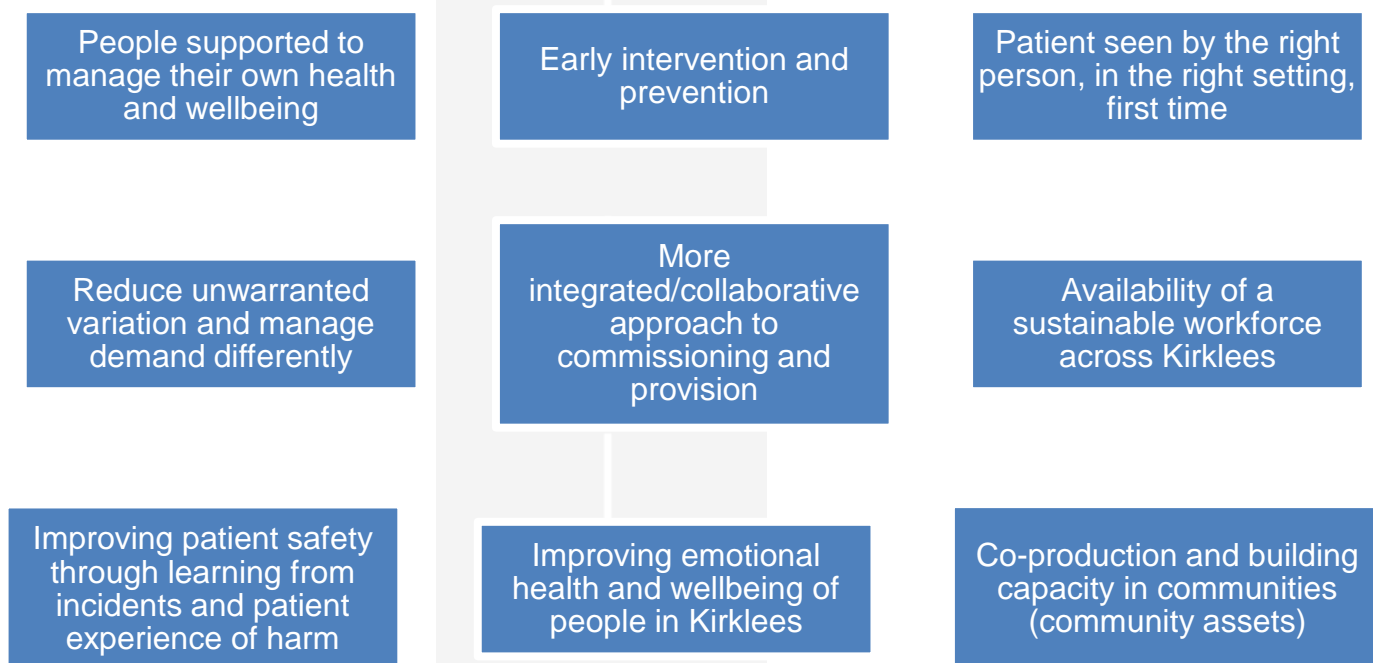 People supported to
manage their own health
and wellbeing
Early intervention and
prevention
Patient seen by the right
person, in the right setting,
first time
Reduce unwarranted
variation and manage
demand differently
More
integrated/collaborative
approach to
commissioning and
provision
Availability of a
sustainable workforce
across Kirklees
Improving patient safety
through learning from
incidents and patient
experience of harm
Improving emotional
health and wellbeing of
people in Kirklees
Co-production and building
capacity in communities
(community assets)